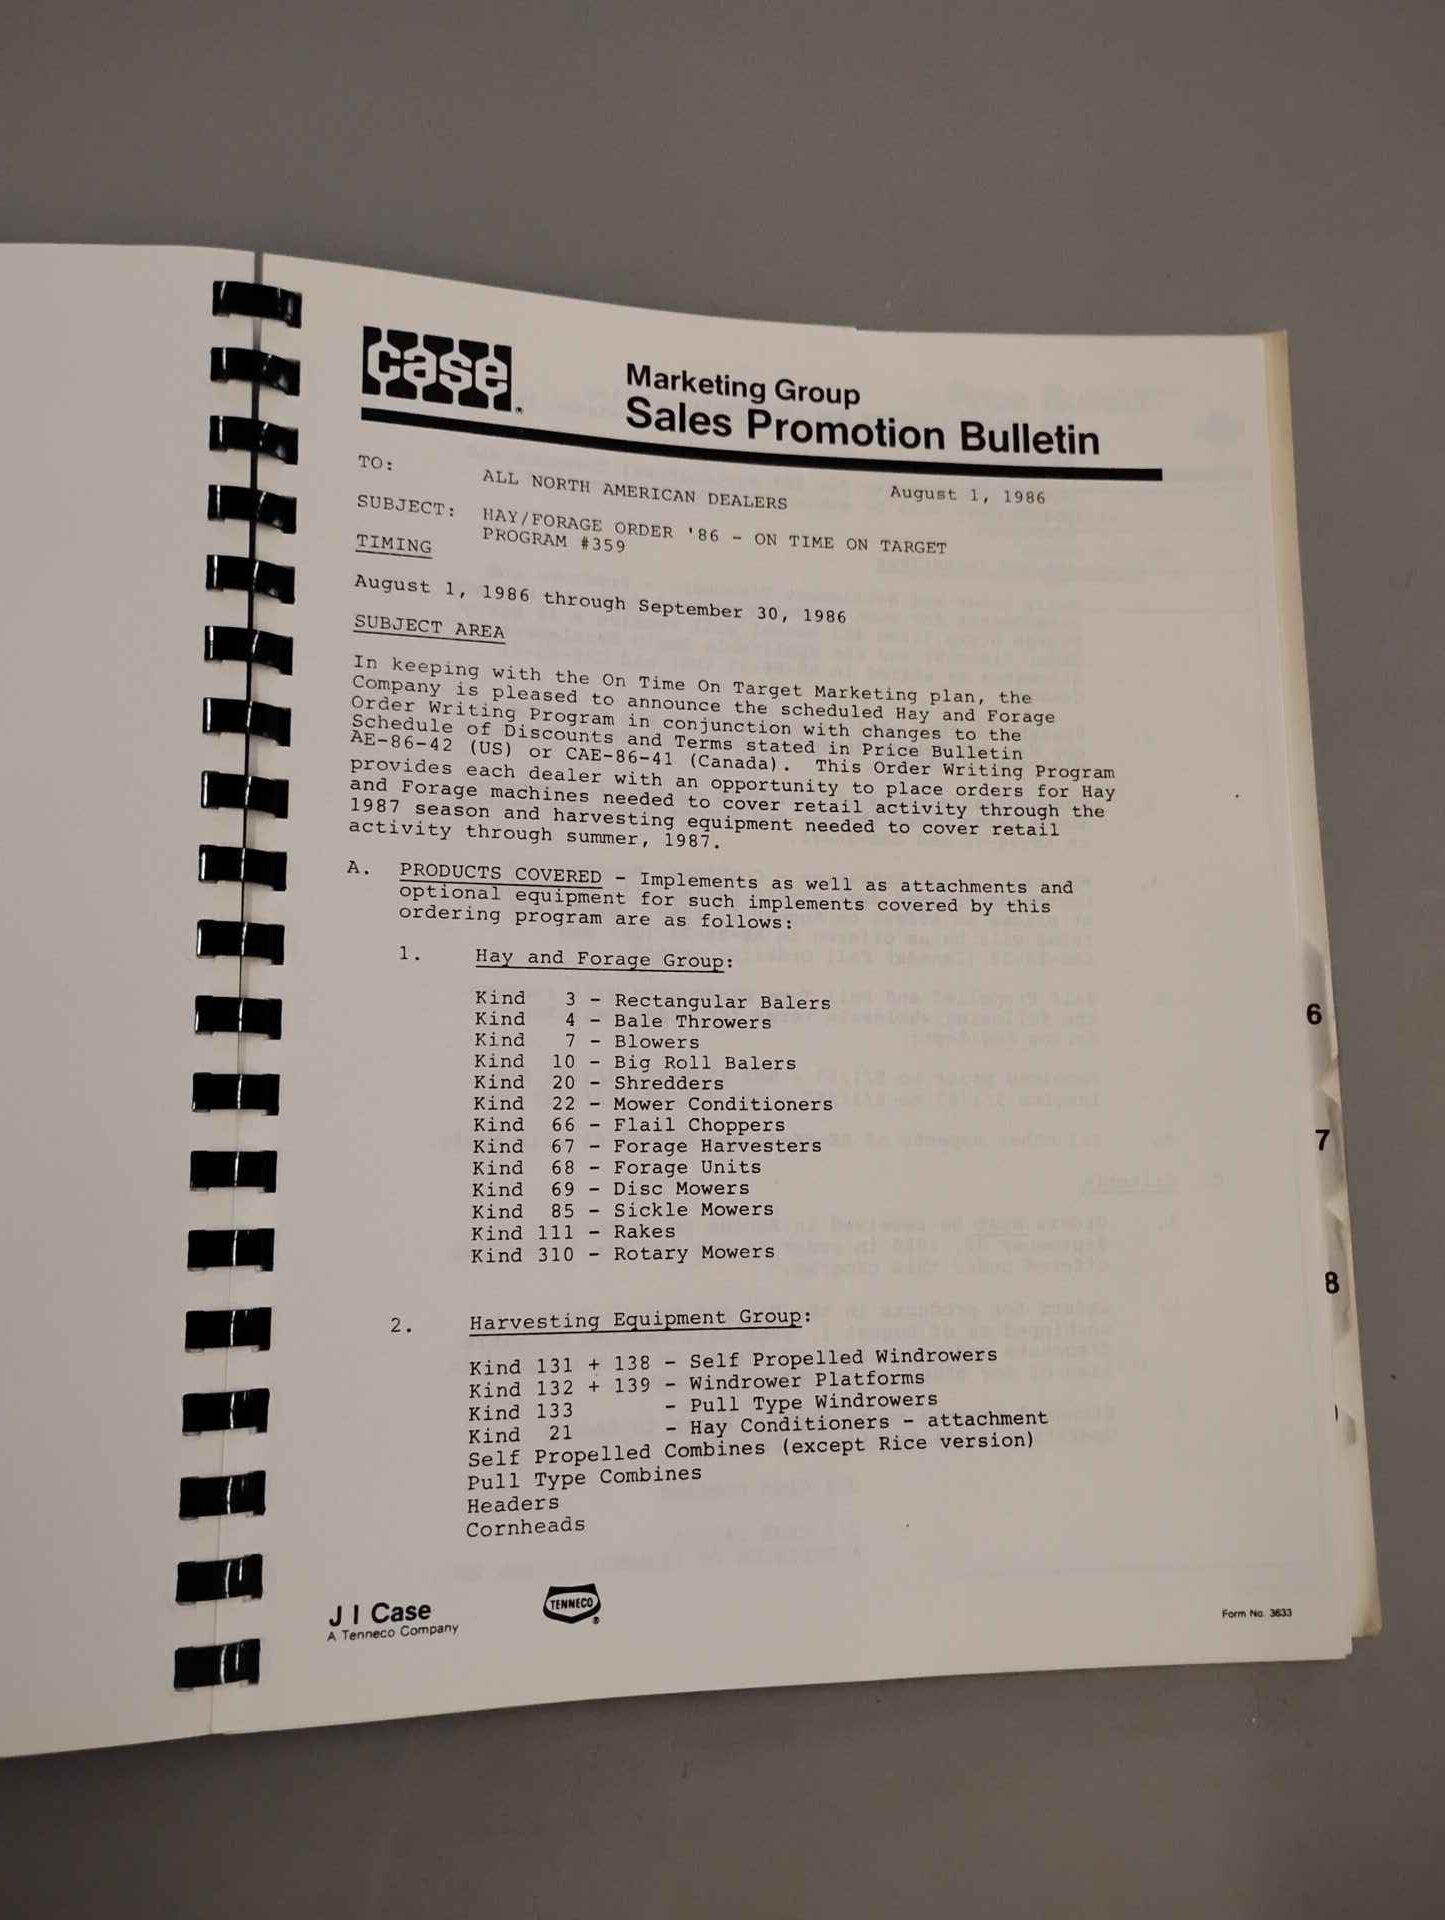 case
Marketing Group
Sales Promotion Bulletin
TO: ALL NORTH AMERICAN DEALERS August 1, 1986
SUBJECT: HAY/FORAGE ORDER '86 - ON TIME ON TARGET
PROGRAM #359
TIMING
August 1, 1986 through September 30, 1986
SUBJECT AREA
In keeping with the On Time On Target Marketing plan, the
Company is pleased to announce the scheduled Hay and Forage
Order Writing Program in conjunction with changes to the
Schedule of Discounts and Terms stated in Price Bulletin
AE-86-42 (US) or CAE-86-41 (Canada). This Order Writing Program
provides each dealer with an opportunity to place orders for Hay
and Forage machines needed to cover retail activity through the
1987 season and harvesting equipment needed to cover retail
activity through summer, 1987.
A. PRODUCTS COVERED - Implements as well as attachments and
optional equipment for such implements covered by this
ordering program are as follows:
1. Hay and Forage Group:
Kind 3 - Rectangular Balers
Kind 4 - Bale Throwers
Kind 7 - Blowers
Kind 10 - Big Roll Balers
Kind 20 - Shredders
Kind 22 - Mower Conditioners
Kind 66 - Flail Choppers
Kind 67 - Forage Harvesters
Kind 68 - Forage Units
Kind 69 - Disc Mowers
Kind 85 - Sickle Mowers
Kind 111 - Rakes
Kind 310 - Rotary Mowers
2. Harvesting Equipment Group:
Kind 131 + 138 - Self Propelled Windrowers
Kind 132 + 139 - Windrower Platforms
Kind 133 - Pull Type Windrowers
Kind 21 - Hay Conditioners - attachment
Self Propelled Combines (except Rice version)
Pull Type Combines
Headers
Cornheads
J I Case
A Tenneco Company
TENNECO
Form No. 3633
6
7
8